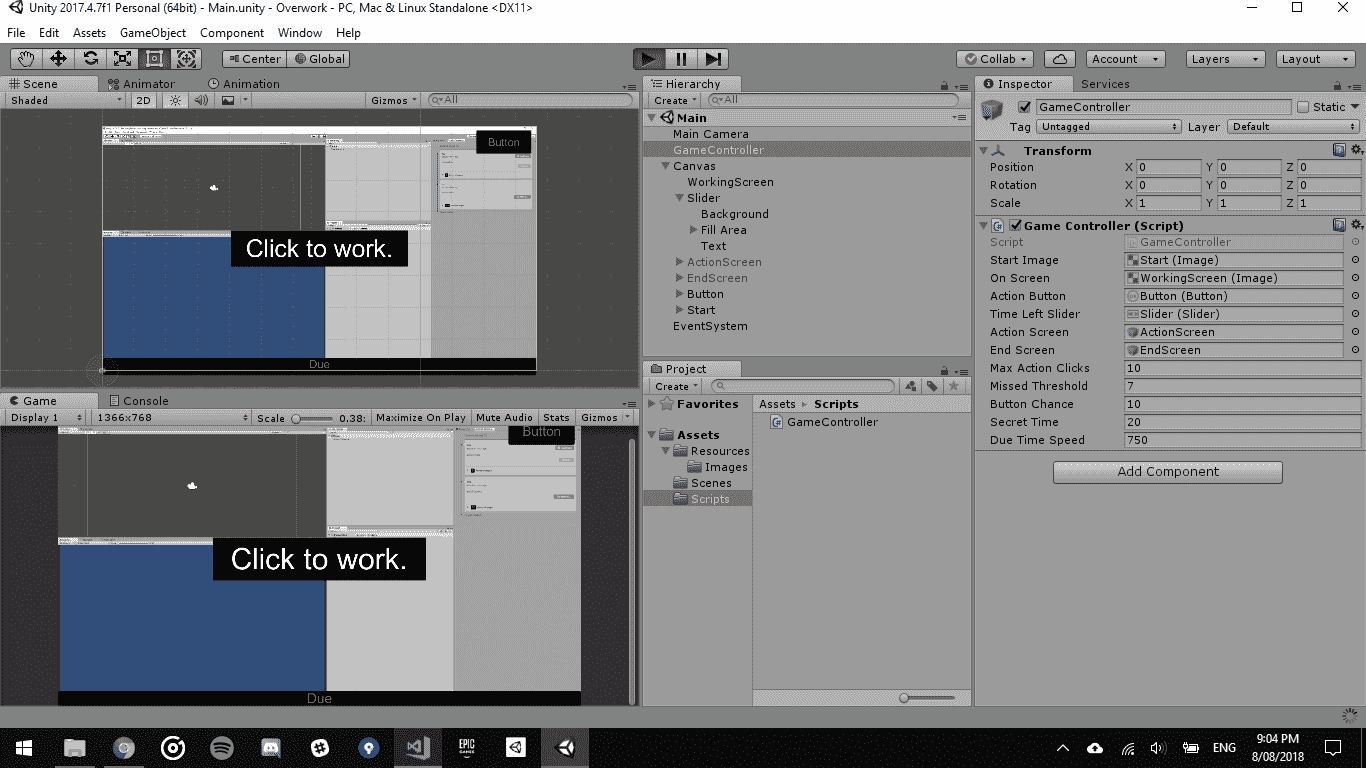 Unity 2017.4.7f1 Personal (64bit) - Main.unity - Overwork - PC, Mac & Linux Standalone <DX11>
File Edit Assets GameObject Component Window Help
Center Global Collab Account Layers Layout
Scene Animator Animation
Shaded 2D Gizmos All
Button
Click to work.
Due
Game Console
Display 1 1366x768 Scale 0.38: Maximize On Play Mute Audio Stats Gizmos
Button
Click to work.
Due
Hierarchy
Create All
Main
Main Camera
GameController
Canvas
WorkingScreen
Slider
Background
Fill Area
Text
ActionScreen
EndScreen
Button
Start
EventSystem
Project
Create
Favorites
Assets
Resources
Images
Scenes
Scripts
Assets Scripts
GameController
Inspector Services
GameController Static
Tag Untagged Layer Default
Transform
Position X 0 Y 0 Z 0
Rotation X 0 Y 0 Z 0
Scale X 1 Y 1 Z 1
Game Controller (Script)
Script GameController
Start Image Start (Image)
On Screen WorkingScreen (Image)
Action Button Button (Button)
Time Left Slider Slider (Slider)
Action Screen ActionScreen
End Screen EndScreen
Max Action Clicks 10
Missed Threshold 7
Button Chance 10
Secret Time 20
Due Time Speed 750
Add Component
EPIC GAMES
ENG
9:04 PM
8/08/2018